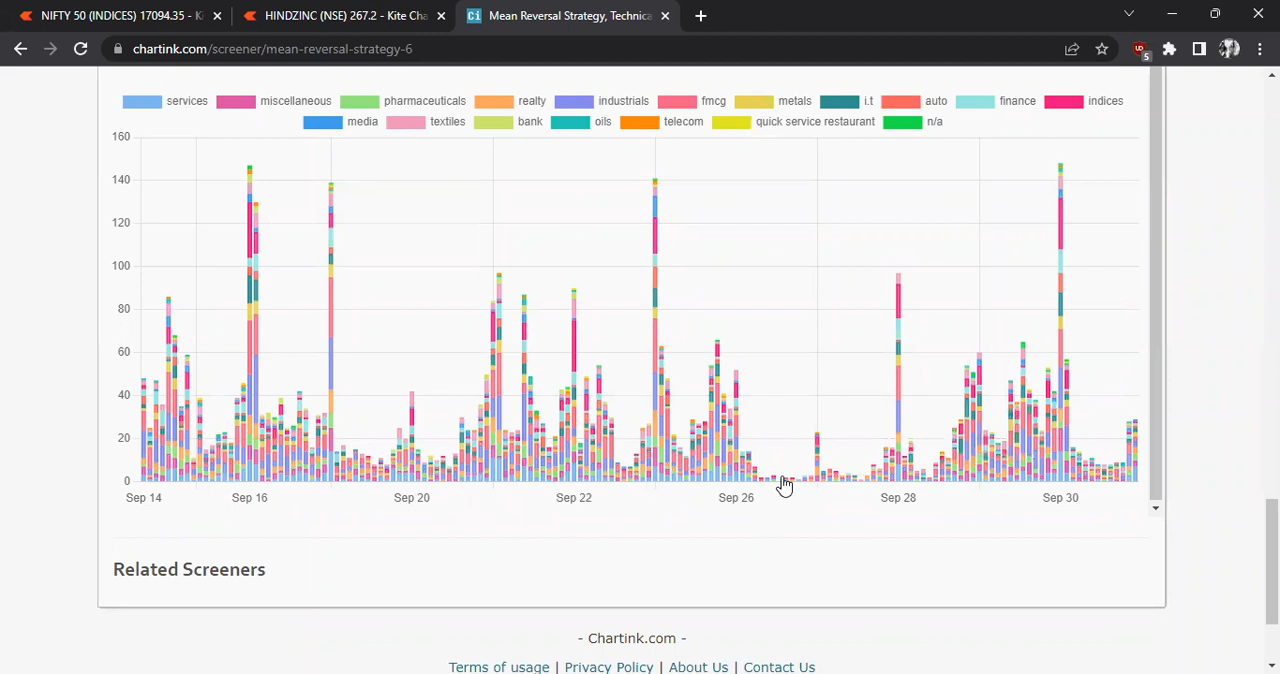 NIFTY 50 (INDICES) 17094.35 - Ki
HINDZINC (NSE) 267.2 - Kite Cha
Ci Mean Reversal Strategy, Technica
chartink.com/screener/mean-reversal-strategy-6
UD 5
services miscellaneous pharmaceuticals realty industrials fmcg metals i.t auto finance indices
media textiles bank oils telecom quick service restaurant n/a
160
140
120
100
80
60
40
20
0
Sep 14 Sep 16 Sep 20 Sep 22 Sep 26 Sep 28 Sep 30
Related Screeners
- Chartink.com -
Terms of usage | Privacy Policy | About Us | Contact Us